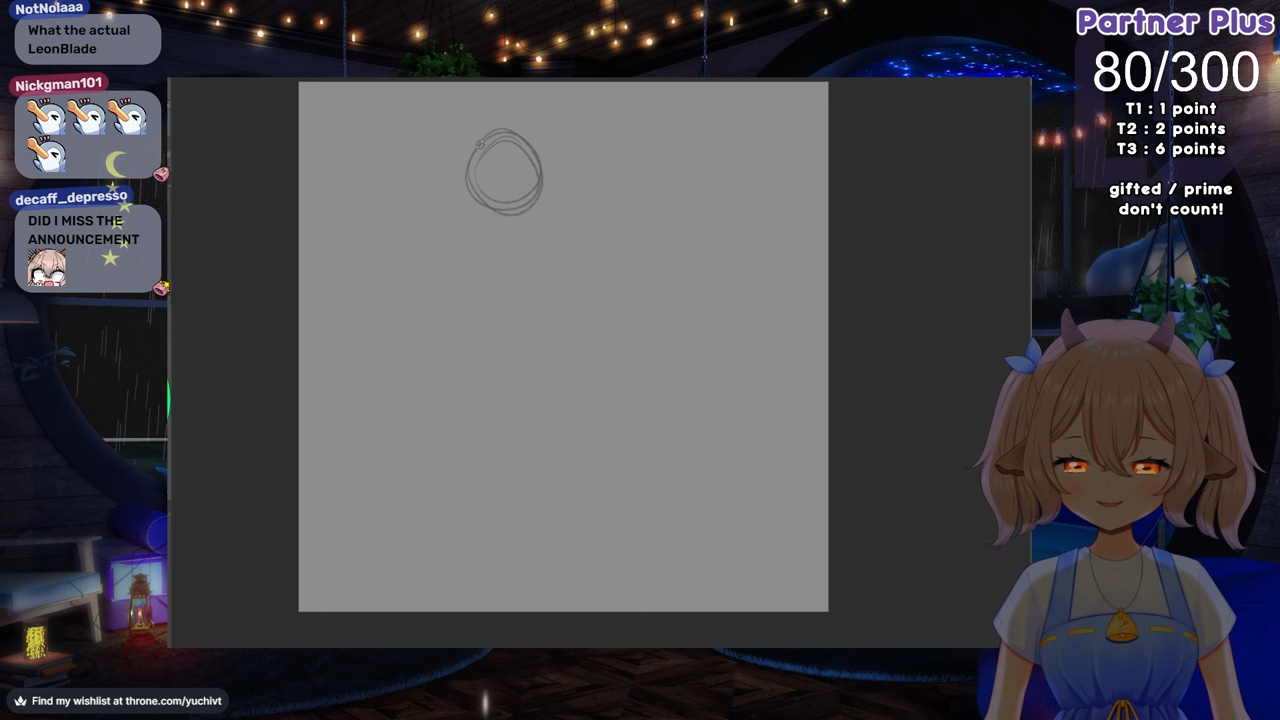 NotNolaaa
What the actual
LeonBlade
Nickgman101
decaff_depresso
DID I MISS THE
ANNOUNCEMENT
Partner Plus
80/300
T1 : 1 point
T2 : 2 points
T3 : 6 points
gifted / prime
don't count!
Find my wishlist at throne.com/yuchivt